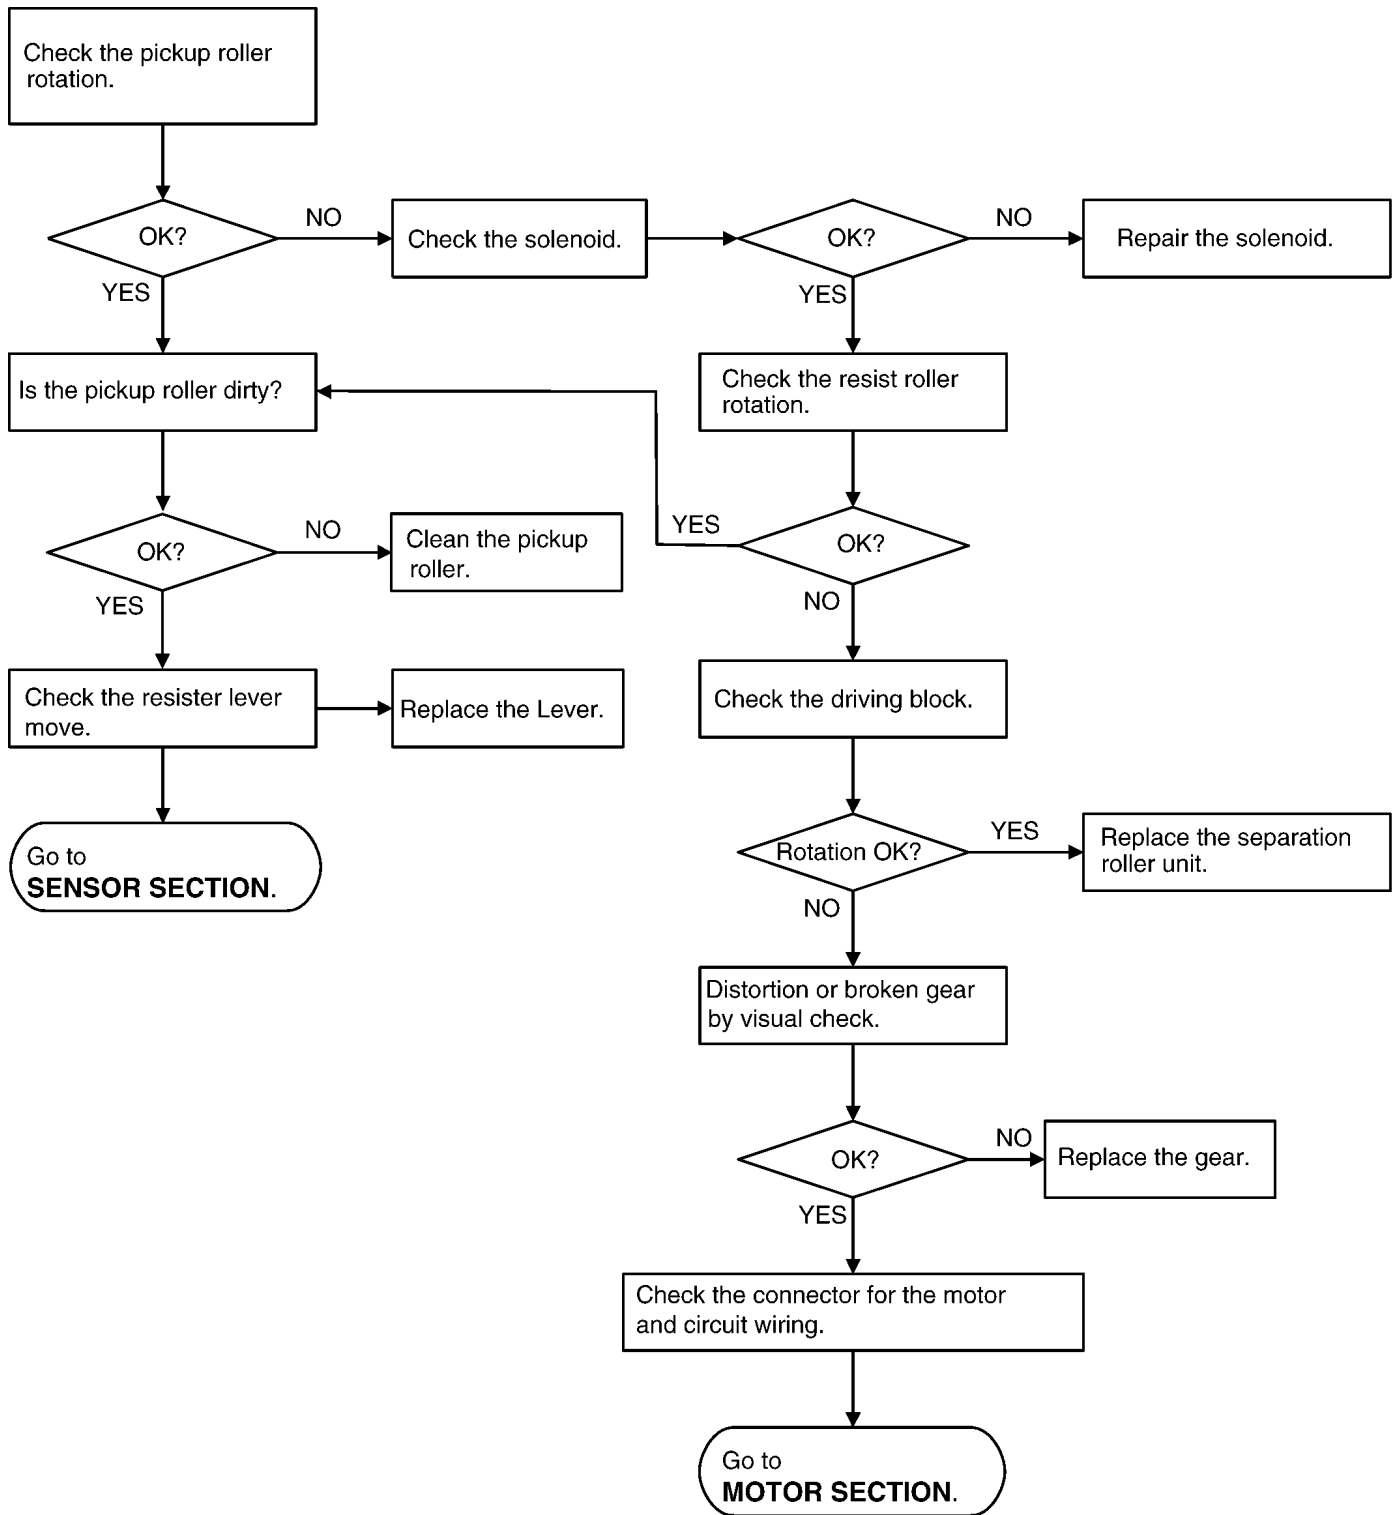 Check the pickup roller
rotation.
OK?
NO
Check the solenoid.
OK?
NO
Repair the solenoid.
YES
YES
Is the pickup roller dirty?
Check the resist roller
rotation.
OK?
NO
Clean the pickup
roller.
YES
OK?
YES
NO
Check the resister lever
move.
Replace the Lever.
Check the driving block.
Go to
SENSOR SECTION.
Rotation OK?
YES
Replace the separation
roller unit.
NO
Distortion or broken gear
by visual check.
OK?
NO
Replace the gear.
YES
Check the connector for the motor
and circuit wiring.
Go to
MOTOR SECTION.